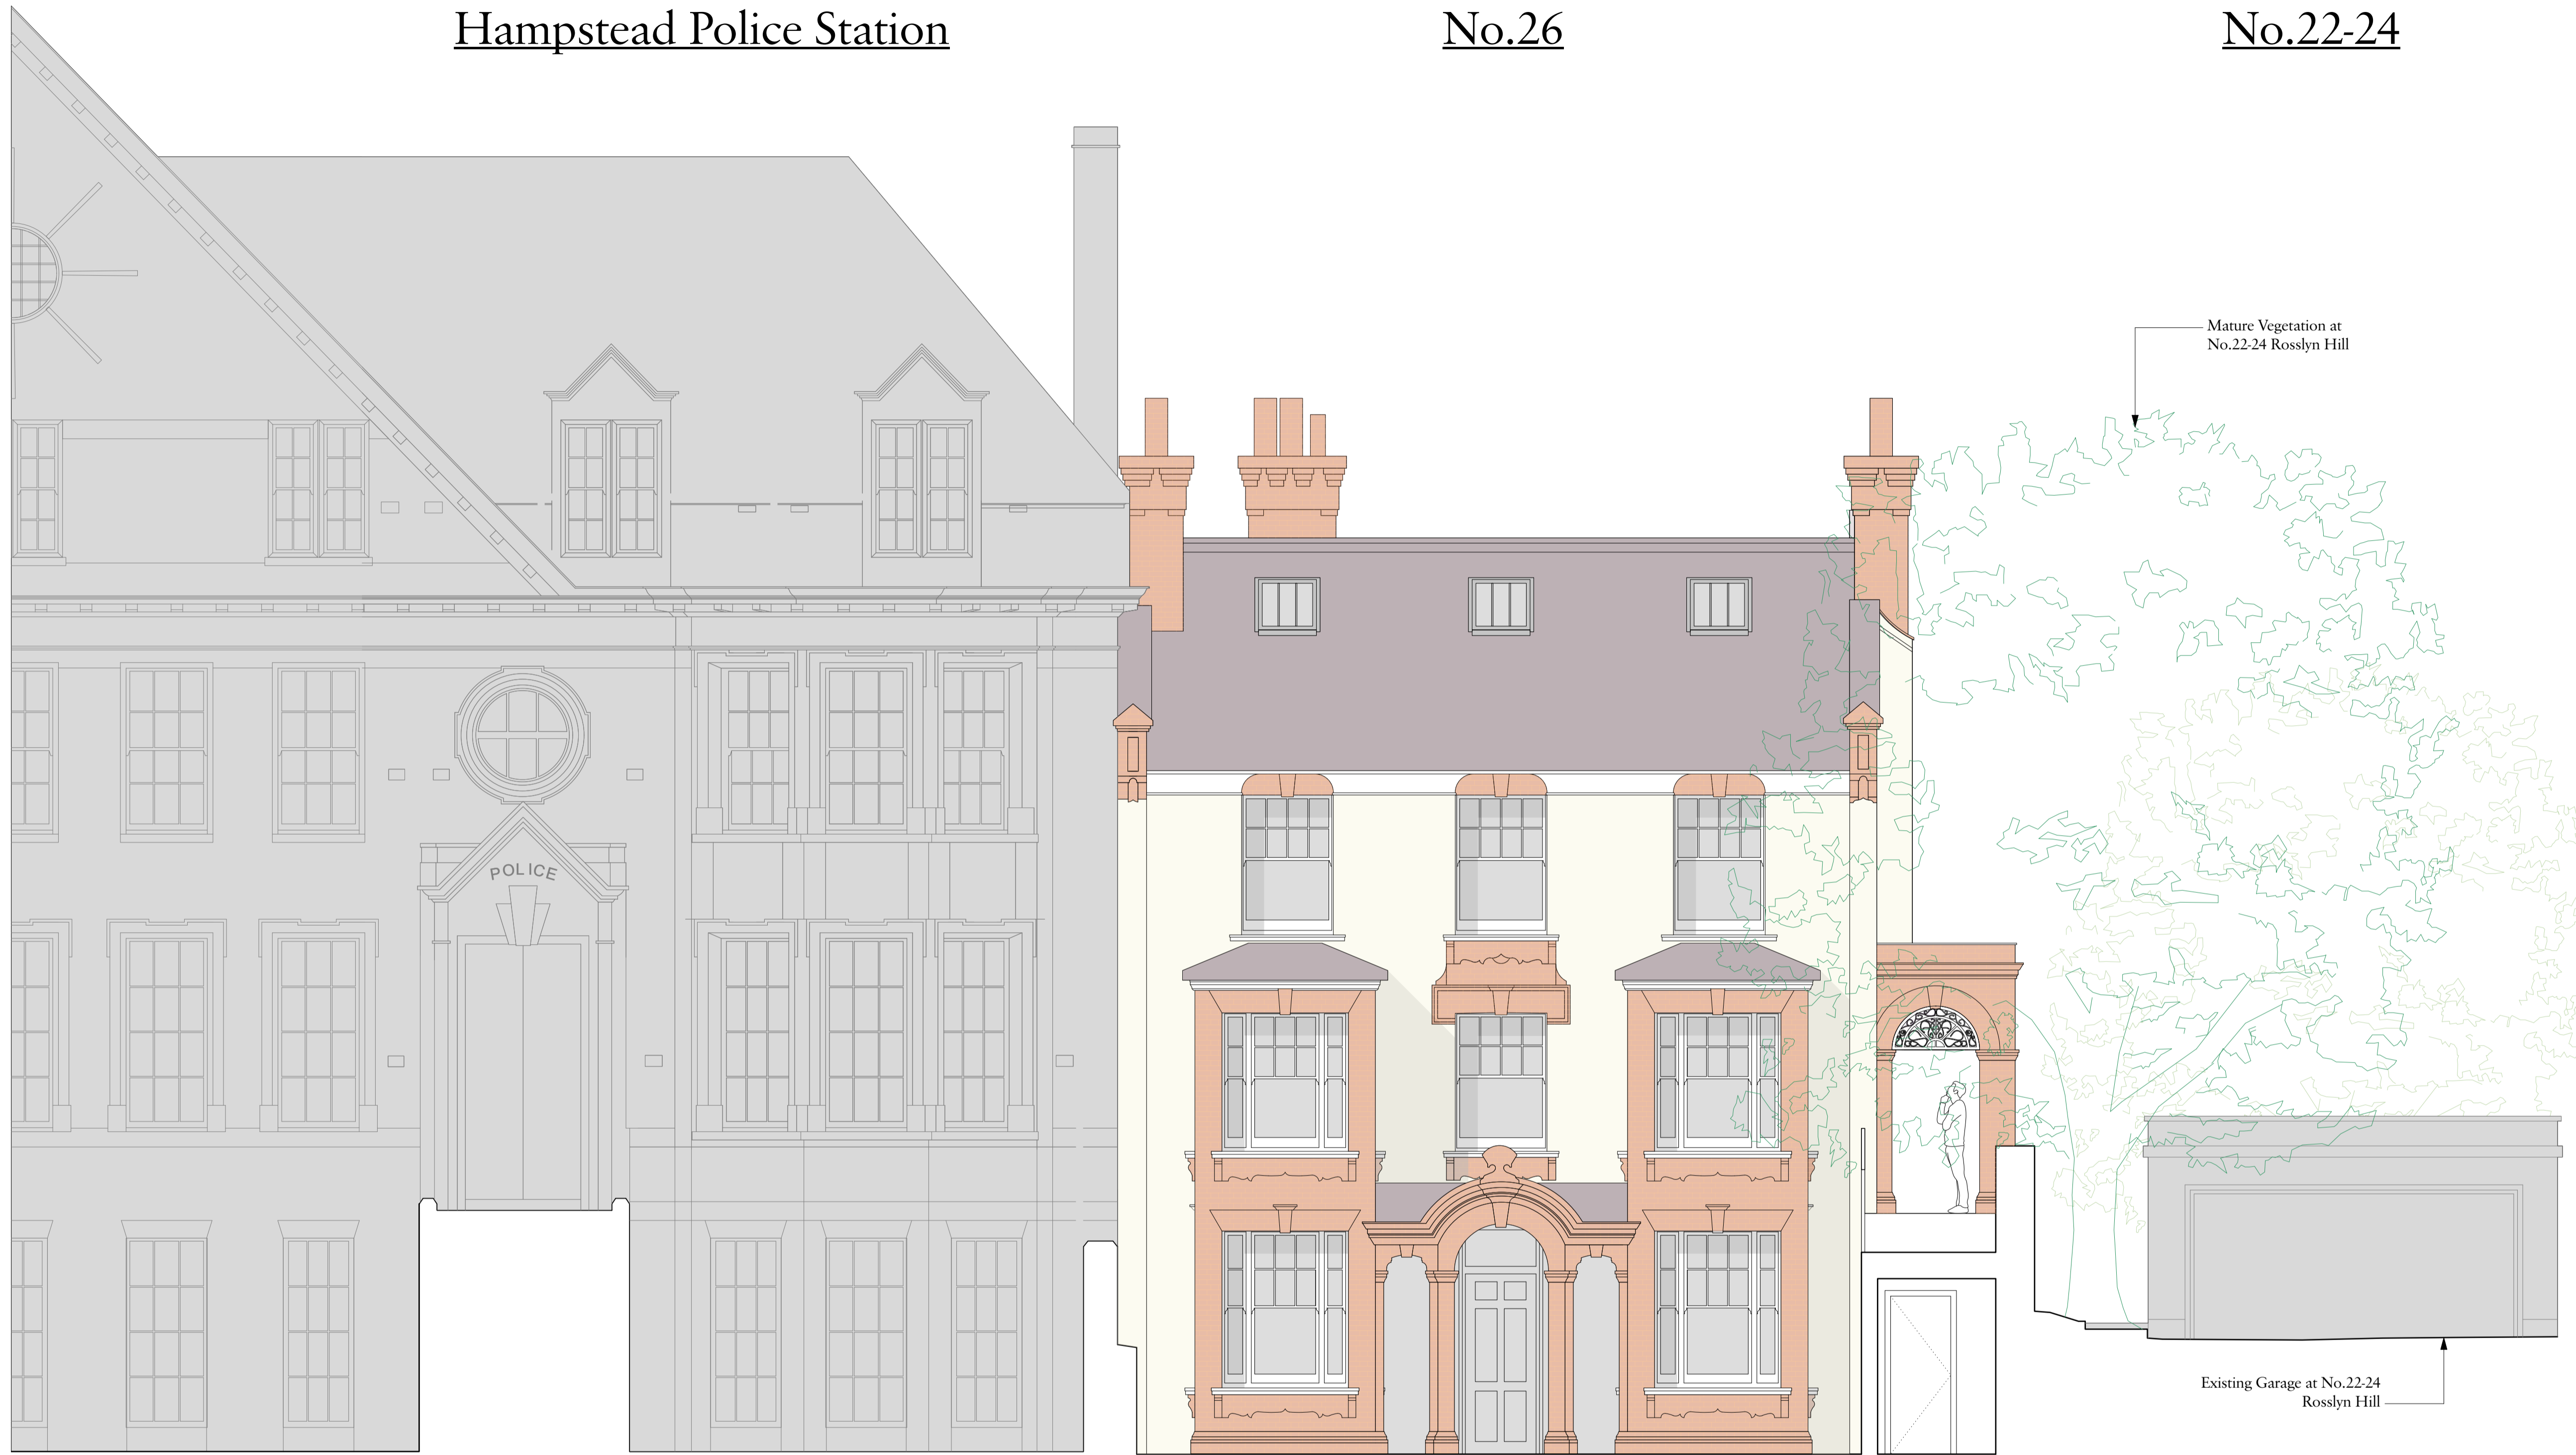 Hampstead Police Station
No.26
No.22-24
Mature Vegetation at
No.22-24 Rosslyn Hill
POLICE
Existing Garage at No.22-24
Rosslyn Hill